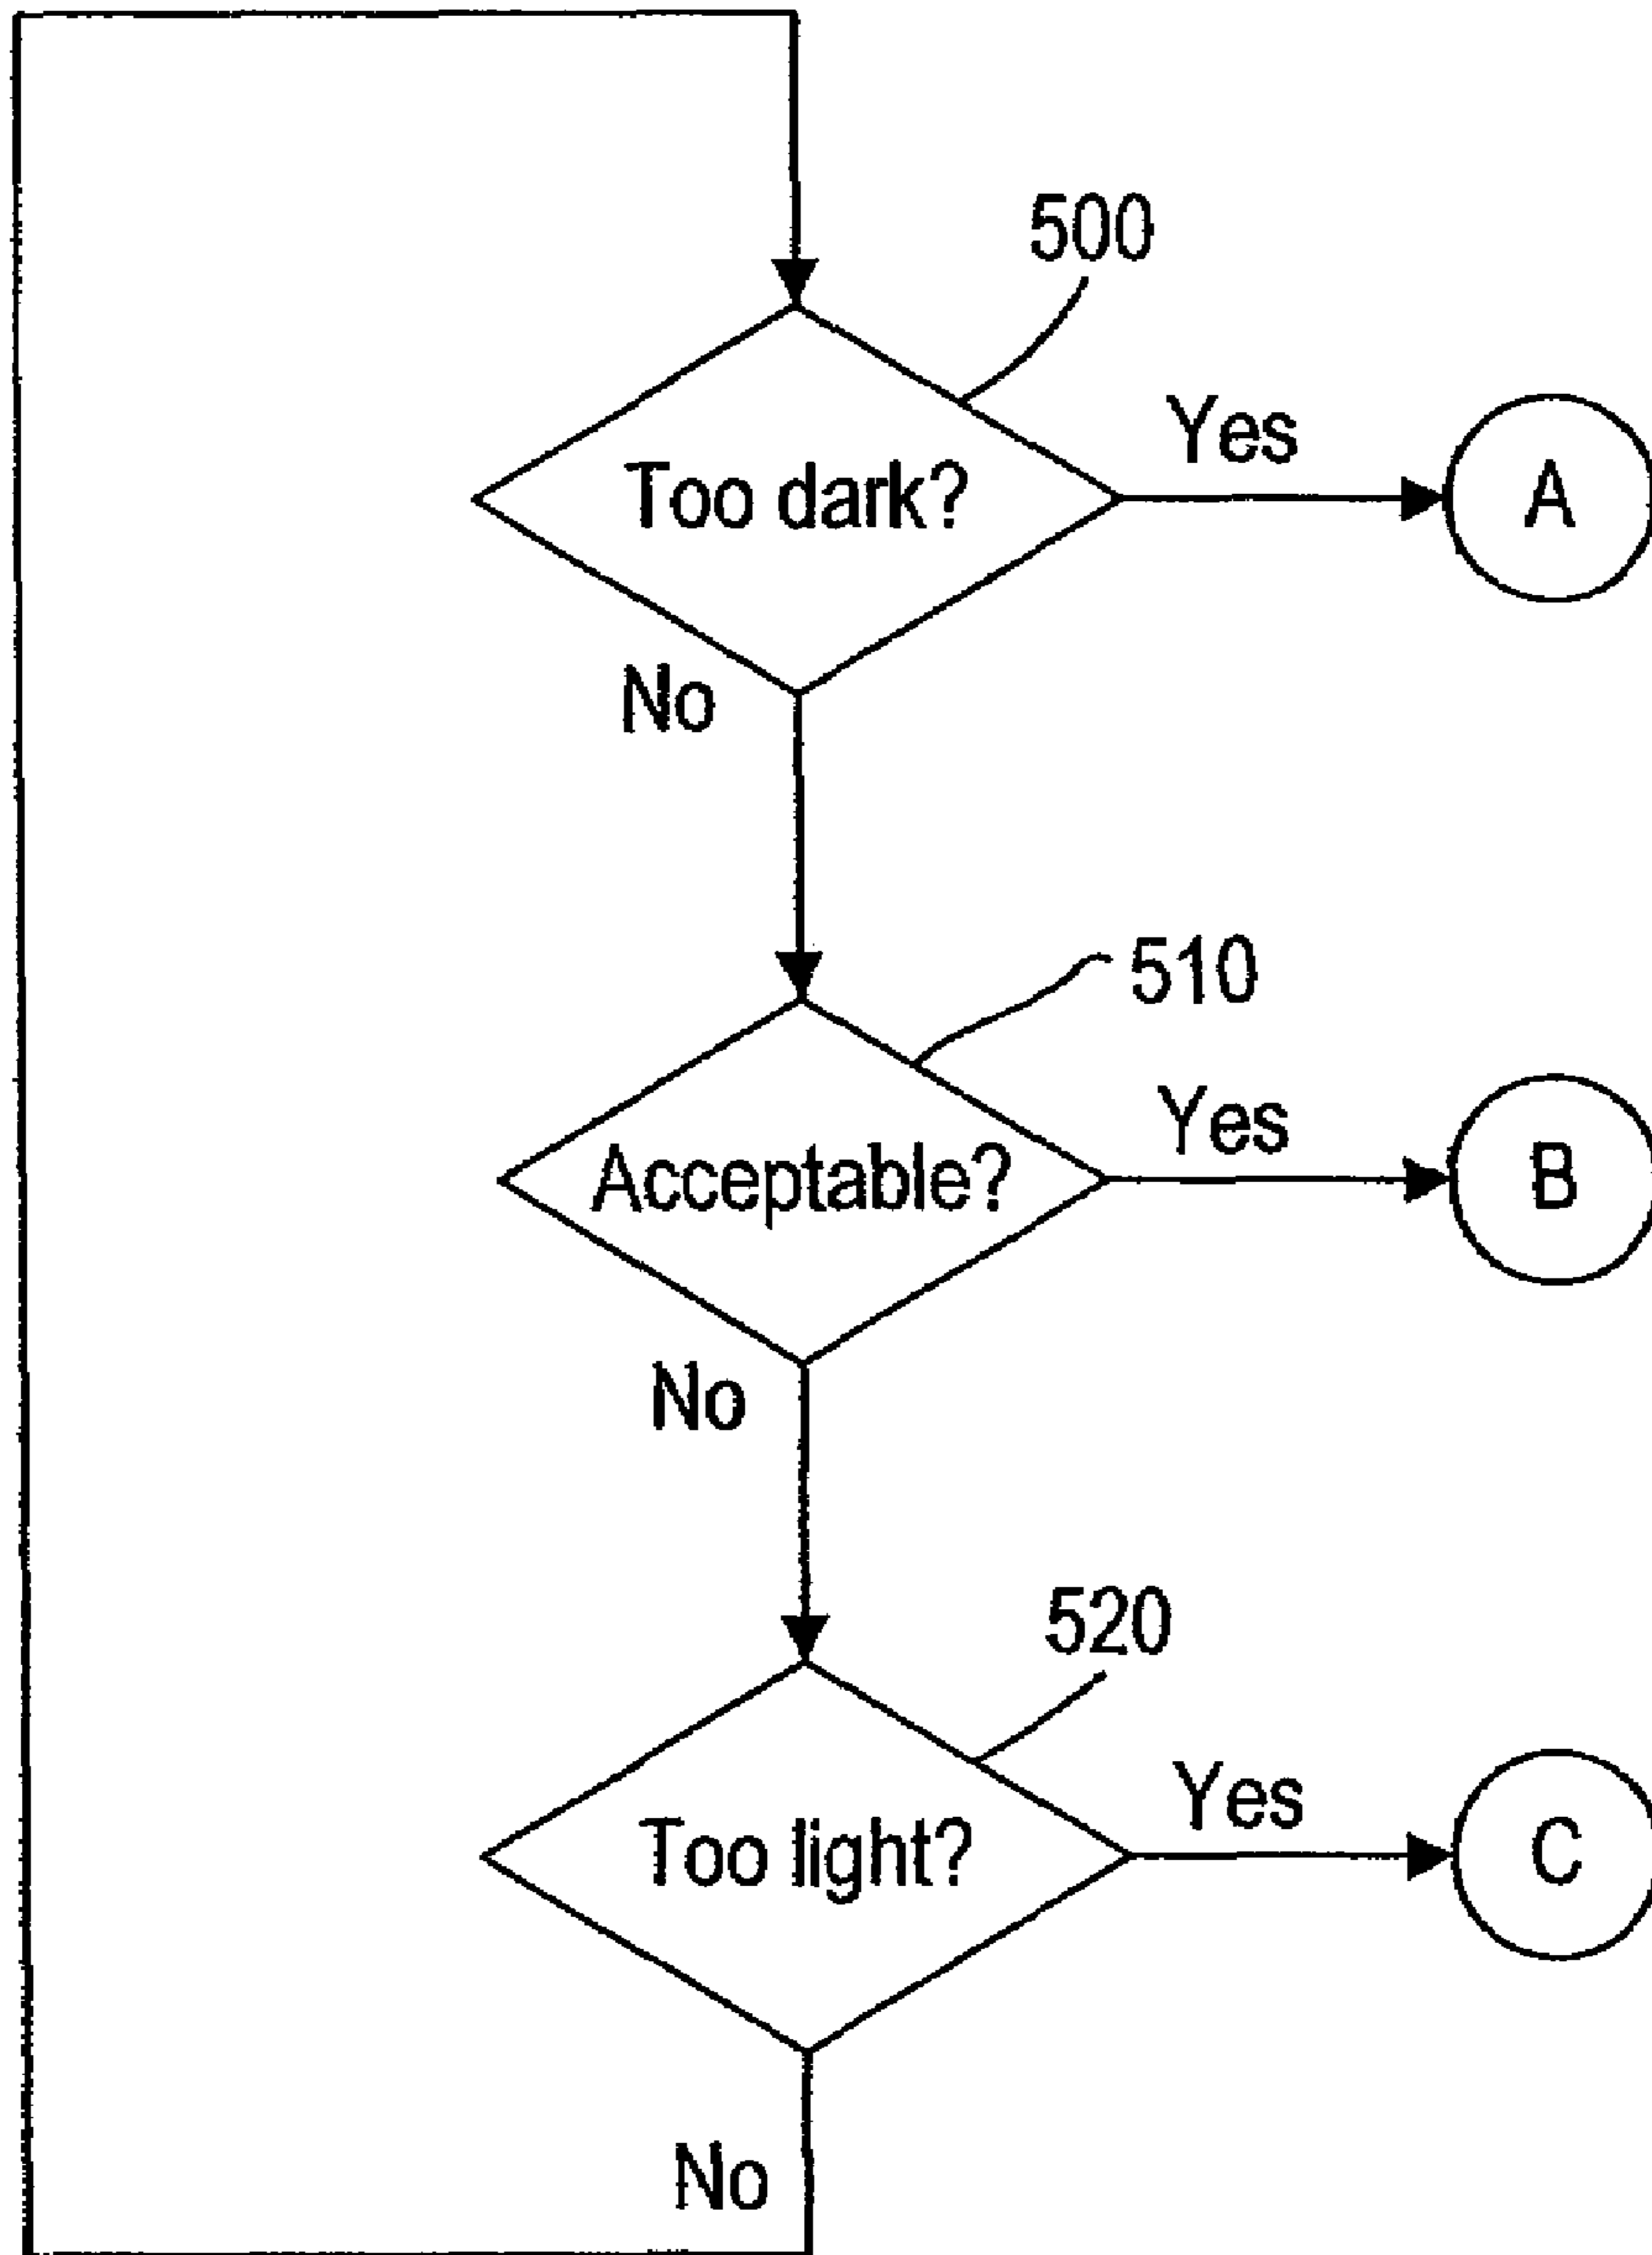 500
Yes
Too dark?
A
No
510
Yes
Acceptable?
B
No
520
Yes
Too light?
C
No